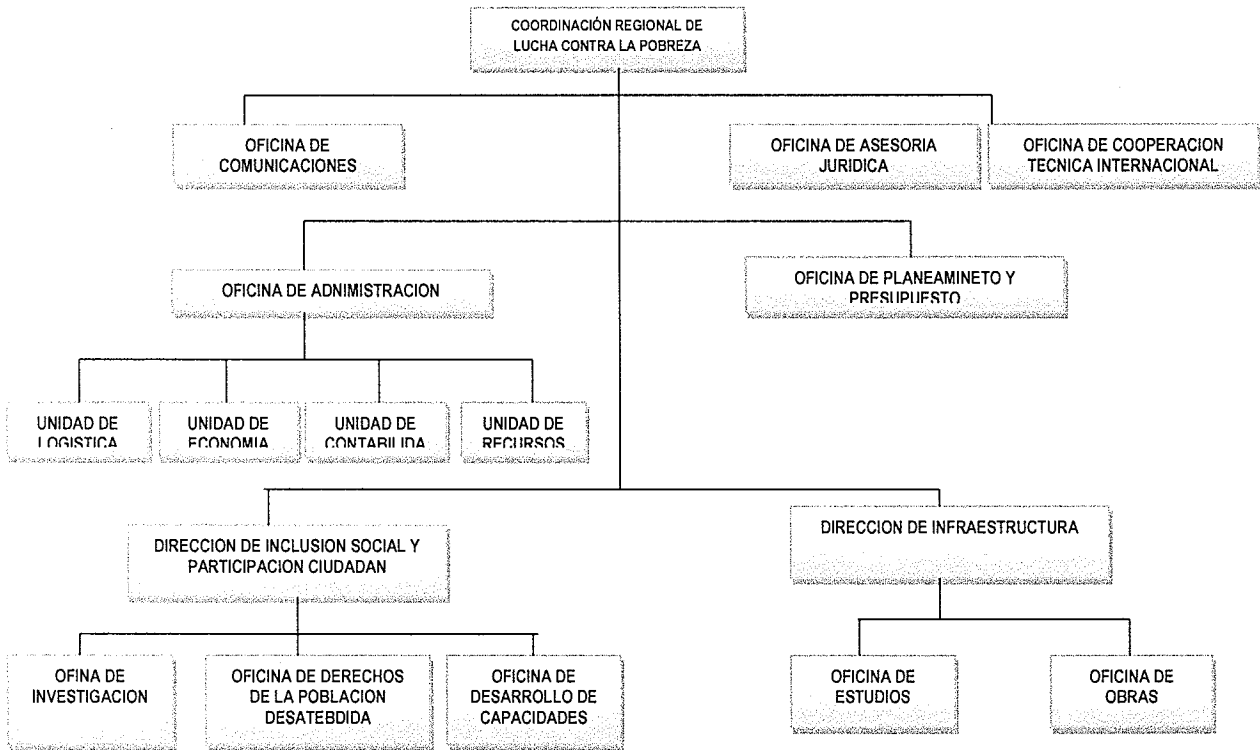 COORDINACIÓN REGIONAL DE
LUCHA CONTRA LA POBREZA
OFICINA DE
COMUNICACIONES
OFICINA DE ASESORIA
JURIDICA
OFICINA DE COOPERACION
TECNICA INTERNACIONAL
OFICINA DE ADNIMISTRACION
OFICINA DE PLANEAMINETO Y
PRESUPUESTO
UNIDAD DE
LOGISTICA
UNIDAD DE
ECONOMIA
UNIDAD DE
CONTABILIDA
UNIDAD DE
RECURSOS
DIRECCION DE INCLUSION SOCIAL Y
PARTICIPACION CIUDADAN
DIRECCION DE INFRAESTRUCTURA
OFINA DE
INVESTIGACION
OFICINA DE DERECHOS
DE LA POBLACION
DESATEBDIDA
OFICINA DE
DESARROLLO DE
CAPACIDADES
OFICINA DE
ESTUDIOS
OFICINA DE
OBRAS